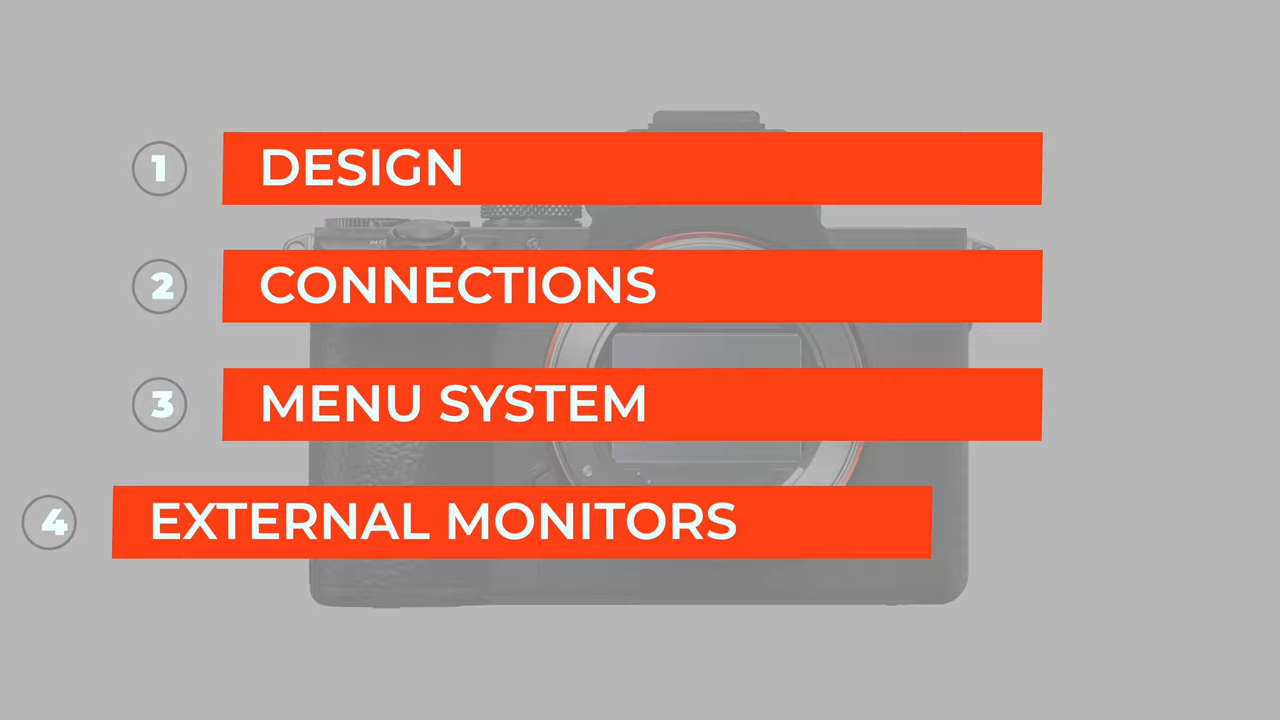 1 DESIGN
2 CONNECTIONS
3 MENU SYSTEM
4 EXTERNAL MONITORS